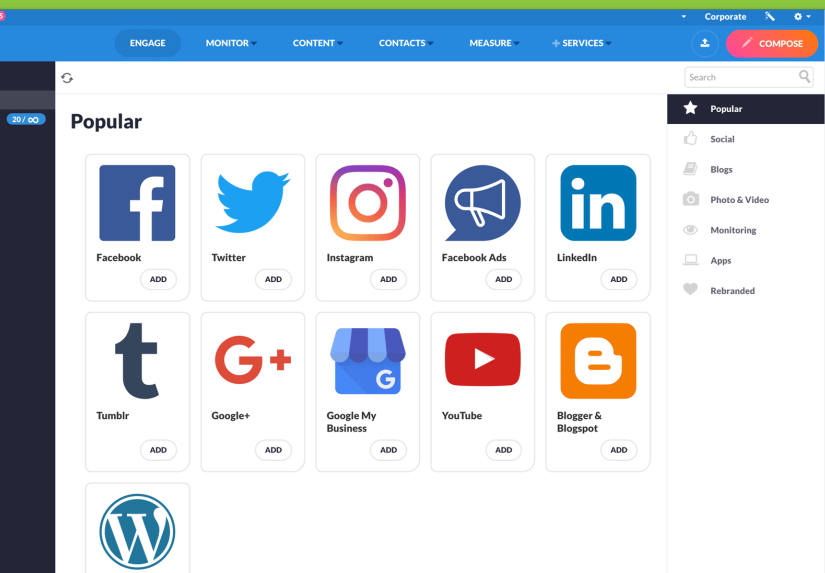 Corporate
ENGAGE
MONITOR
CONTENT
CONTACTS
MEASURE
+ SERVICES
COMPOSE
Search
20 / ∞
Popular
Facebook
ADD
Twitter
ADD
Instagram
ADD
Facebook Ads
ADD
in
LinkedIn
ADD
t
Tumblr
ADD
G+
Google+
ADD
G
Google My
Business
ADD
YouTube
ADD
Blogger &
Blogspot
ADD
W
Popular
Social
Blogs
Photo & Video
Monitoring
Apps
Rebranded